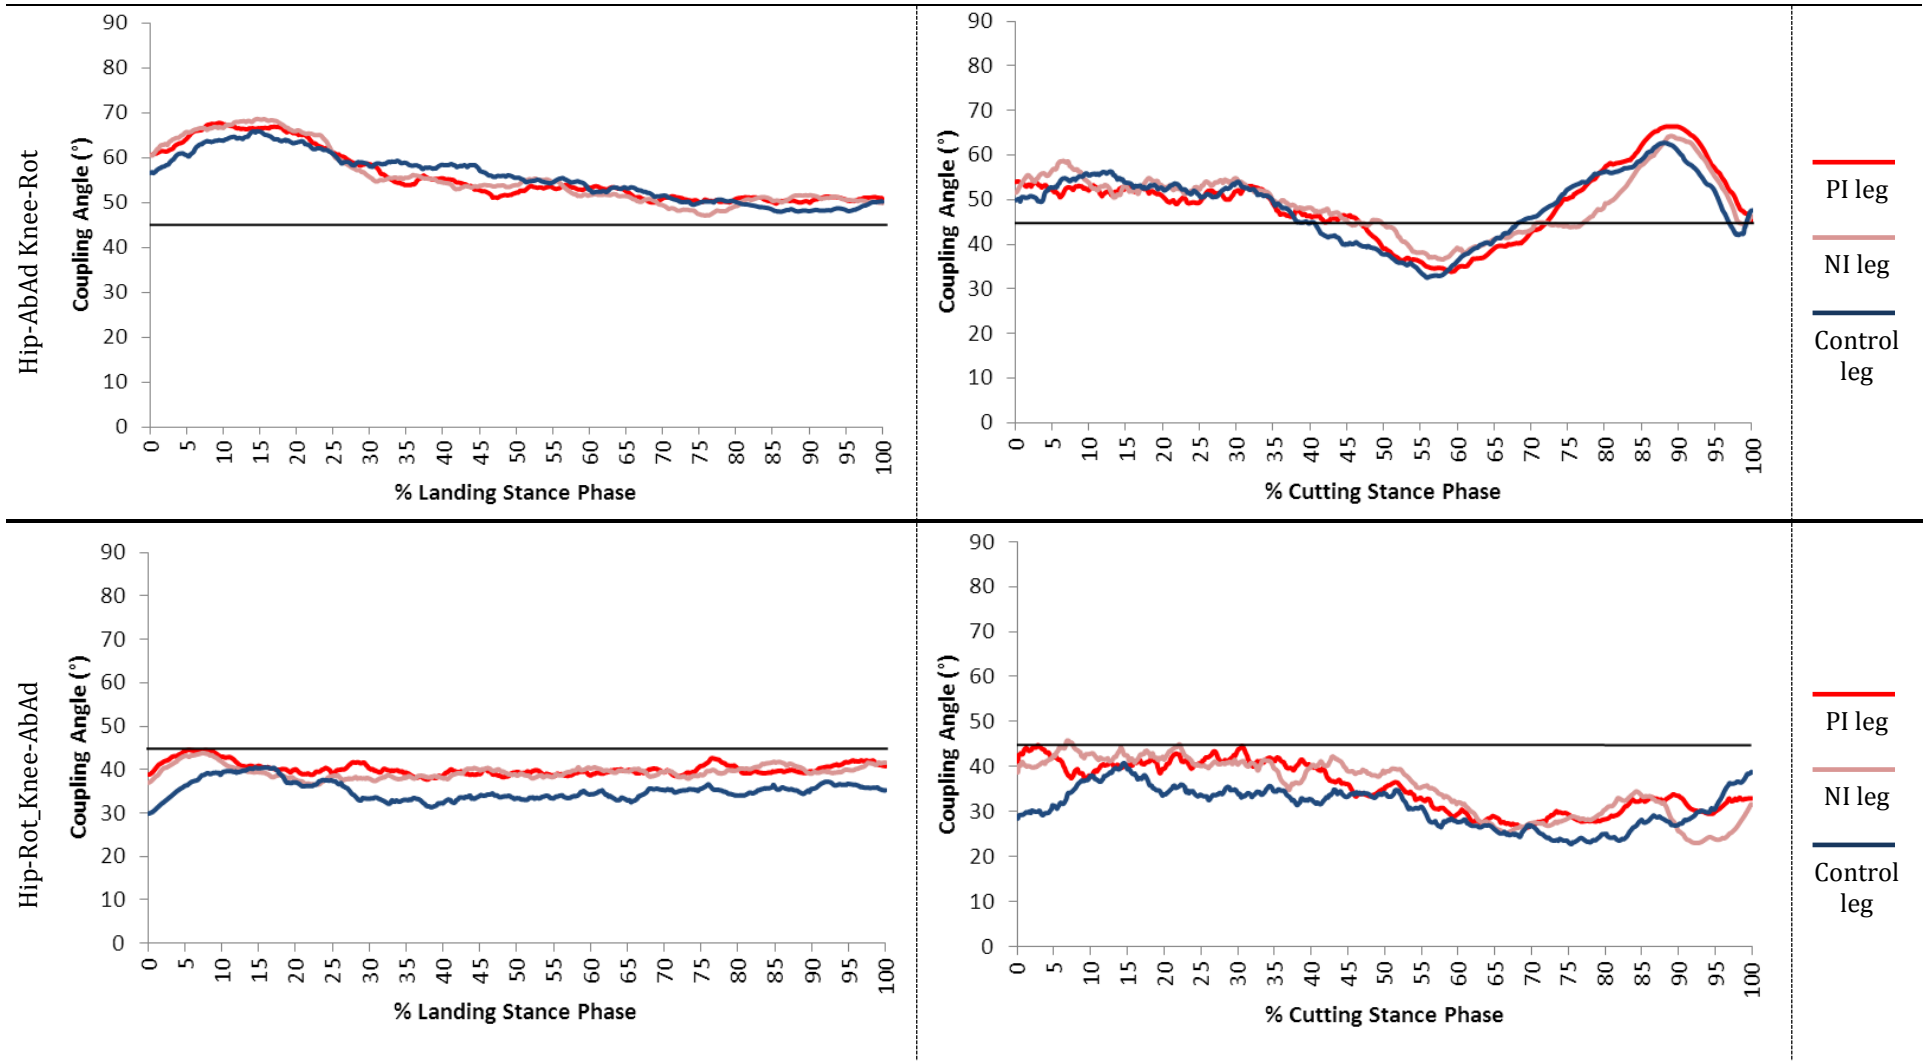 Hip-AbAd Knee-Rot
Coupling Angle (°)
90
80
70
60
50
40
30
20
10
0
0 5 10 15 20 25 30 35 40 45 50 55 60 65 70 75 80 85 90 95 100
% Landing Stance Phase
Coupling Angle (°)
90
80
70
60
50
40
30
20
10
0
0 5 10 15 20 25 30 35 40 45 50 55 60 65 70 75 80 85 90 95 100
% Cutting Stance Phase
PI leg
NI leg
Control
leg
Hip-Rot_Knee-AbAd
Coupling Angle (°)
90
80
70
60
50
40
30
20
10
0
0 5 10 15 20 25 30 35 40 45 50 55 60 65 70 75 80 85 90 95 100
% Landing Stance Phase
Coupling Angle (°)
90
80
70
60
50
40
30
20
10
0
0 5 10 15 20 25 30 35 40 45 50 55 60 65 70 75 80 85 90 95 100
% Cutting Stance Phase
PI leg
NI leg
Control
leg